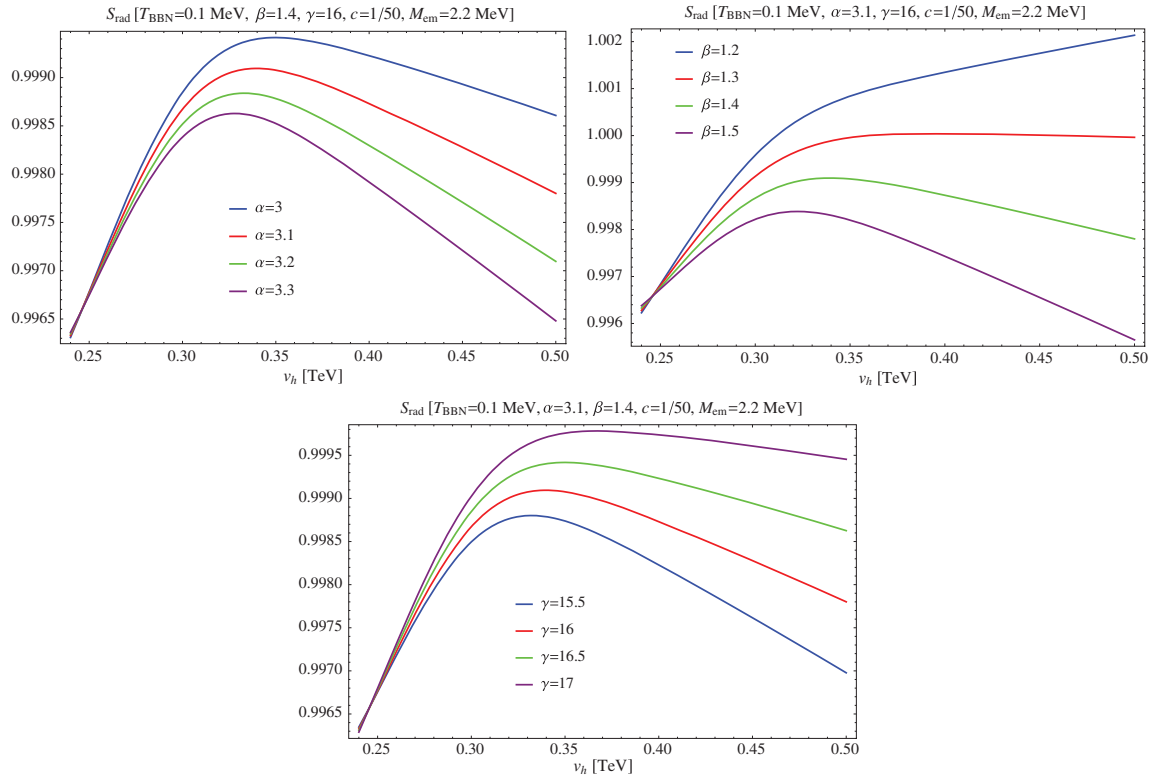 S_rad [T_BBN=0.1 MeV, β=1.4, γ=16, c=1/50, M_em=2.2 MeV]
0.9990
0.9985
0.9980
0.9975
0.9970
0.9965
α=3
α=3.1
α=3.2
α=3.3
0.25 0.30 0.35 0.40 0.45 0.50
v_h [TeV]
S_rad [T_BBN=0.1 MeV, α=3.1, γ=16, c=1/50, M_em=2.2 MeV]
1.002
1.001
1.000
0.999
0.998
0.997
0.996
β=1.2
β=1.3
β=1.4
β=1.5
0.25 0.30 0.35 0.40 0.45 0.50
v_h [TeV]
S_rad [T_BBN=0.1 MeV, α=3.1, β=1.4, c=1/50, M_em=2.2 MeV]
0.9995
0.9990
0.9985
0.9980
0.9975
0.9970
0.9965
γ=15.5
γ=16
γ=16.5
γ=17
0.25 0.30 0.35 0.40 0.45 0.50
v_h [TeV]